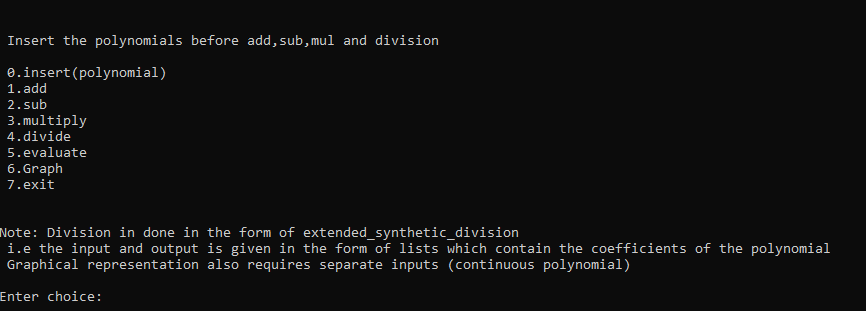 Insert the polynomials before add,sub,mul and division
0.insert(polynomial)
1.add
2.sub
3.multiply
4.divide
5.evaluate
6.Graph
7.exit
Note: Division in done in the form of extended_synthetic_division
i.e the input and output is given in the form of lists which contain the coefficients of the polynomial
Graphical representation also requires separate inputs (continuous polynomial)
Enter choice: